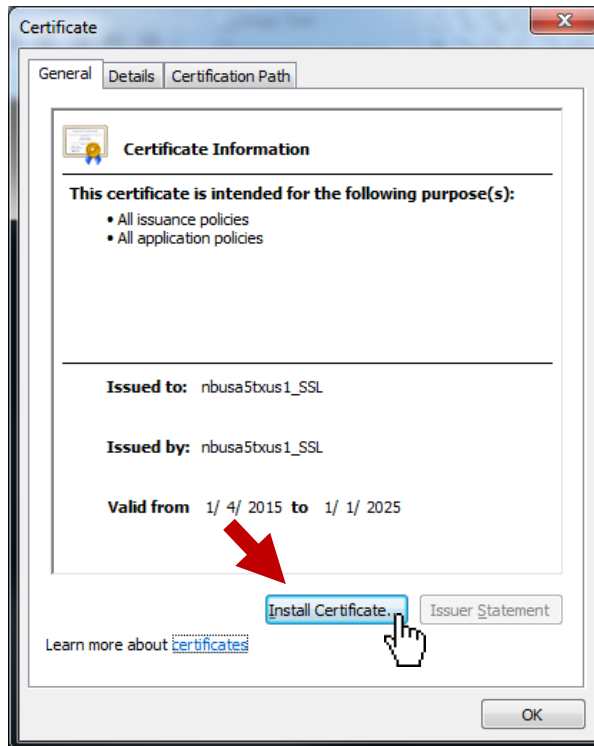 Certificate
General Details Certification Path
Certificate Information
This certificate is intended for the following purpose(s):
• All issuance policies
• All application policies
Issued to: nbusa5txus1_SSL
Issued by: nbusa5txus1_SSL
Valid from 1/ 4/ 2015 to 1/ 1/ 2025
Install Certificate... Issuer Statement
Learn more about certificates
OK